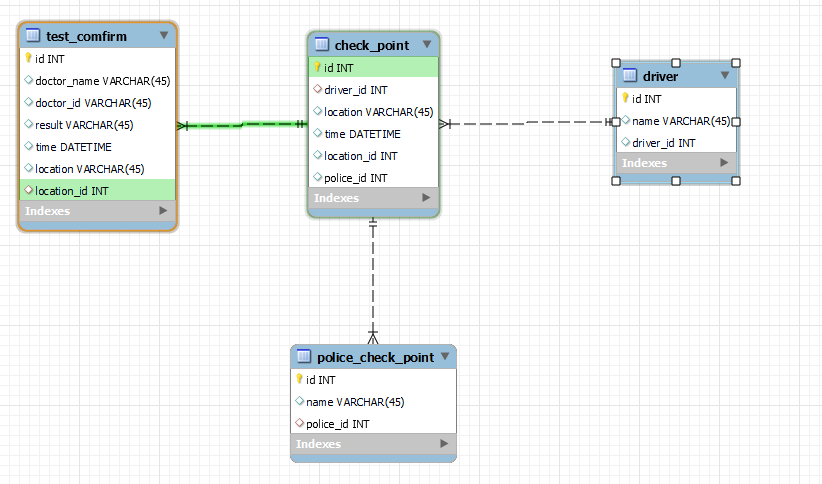 test_comfirm
id INT
doctor_name VARCHAR(45)
doctor_id VARCHAR(45)
result VARCHAR(45)
time DATETIME
location VARCHAR(45)
location_id INT
Indexes
check_point
id INT
driver_id INT
location VARCHAR(45)
time DATETIME
location_id INT
police_id INT
Indexes
driver
id INT
name VARCHAR(45)
driver_id INT
Indexes
police_check_point
id INT
name VARCHAR(45)
police_id INT
Indexes